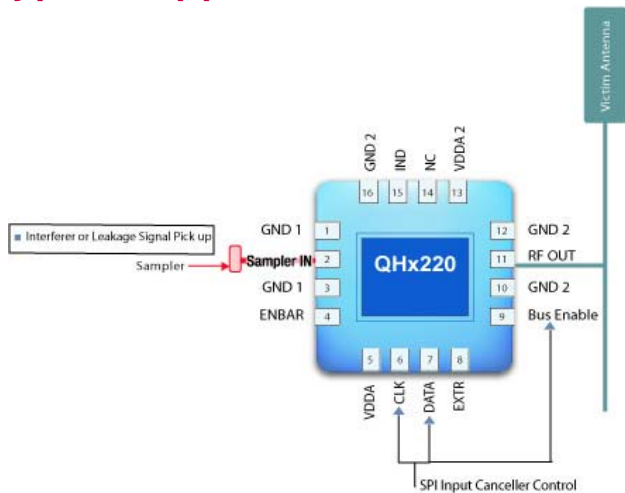 Victim Antenna
GND 2
IND
NC
VDDA 2
16
15
14
13
Interferer or Leakage Signal Pick up
Sampler
GND 1
1
Sampler IN
2
GND 1
3
ENBAR
4
QHx220
12
GND 2
11
RF OUT
10
GND 2
9
Bus Enable
5
6
7
8
VDDA
CLK
DATA
EXTR
SPI Input Canceller Control